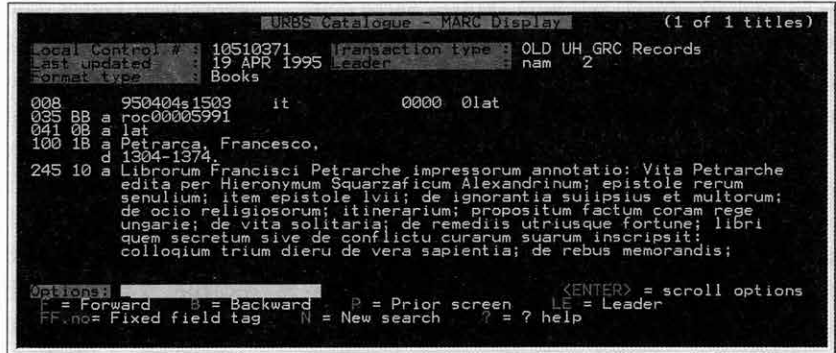 URBS Catalogue - MARC Display (1 of 1 titles)
Local Control # : 10510371 Transaction type : OLD UH GRC Records
Last updated : 19 APR 1995 Leader : nam 2
Format type : Books
008 950404s1503 it 0000 0lat
035 BB a roc00005991
041 0B a lat
100 1B a Petrarca, Francesco,
d 1304-1374.
245 10 a Librorum Francisci Petrarche impressorum annotatio: Vita Petrarche
edita per Hieronymum Squarzaficum Alexandrinum; epistole rerum
senulium; item epistole lvii; de ignorantia suiipsius et multorum;
de ocio religiosorum; itinerarium; propositum factum coram rege
ungarie; de vita solitaria; de remediis utriusque fortune; libri
quem secretum sive de conflictu curarum suarum inscripsit:
colloqium trium dieru de vera sapientia; de rebus memorandis;
Options: <ENTER> = scroll options
F = Forward B = Backward P = Prior screen LE = Leader
FF.no= Fixed field tag N = New search ? = ? help